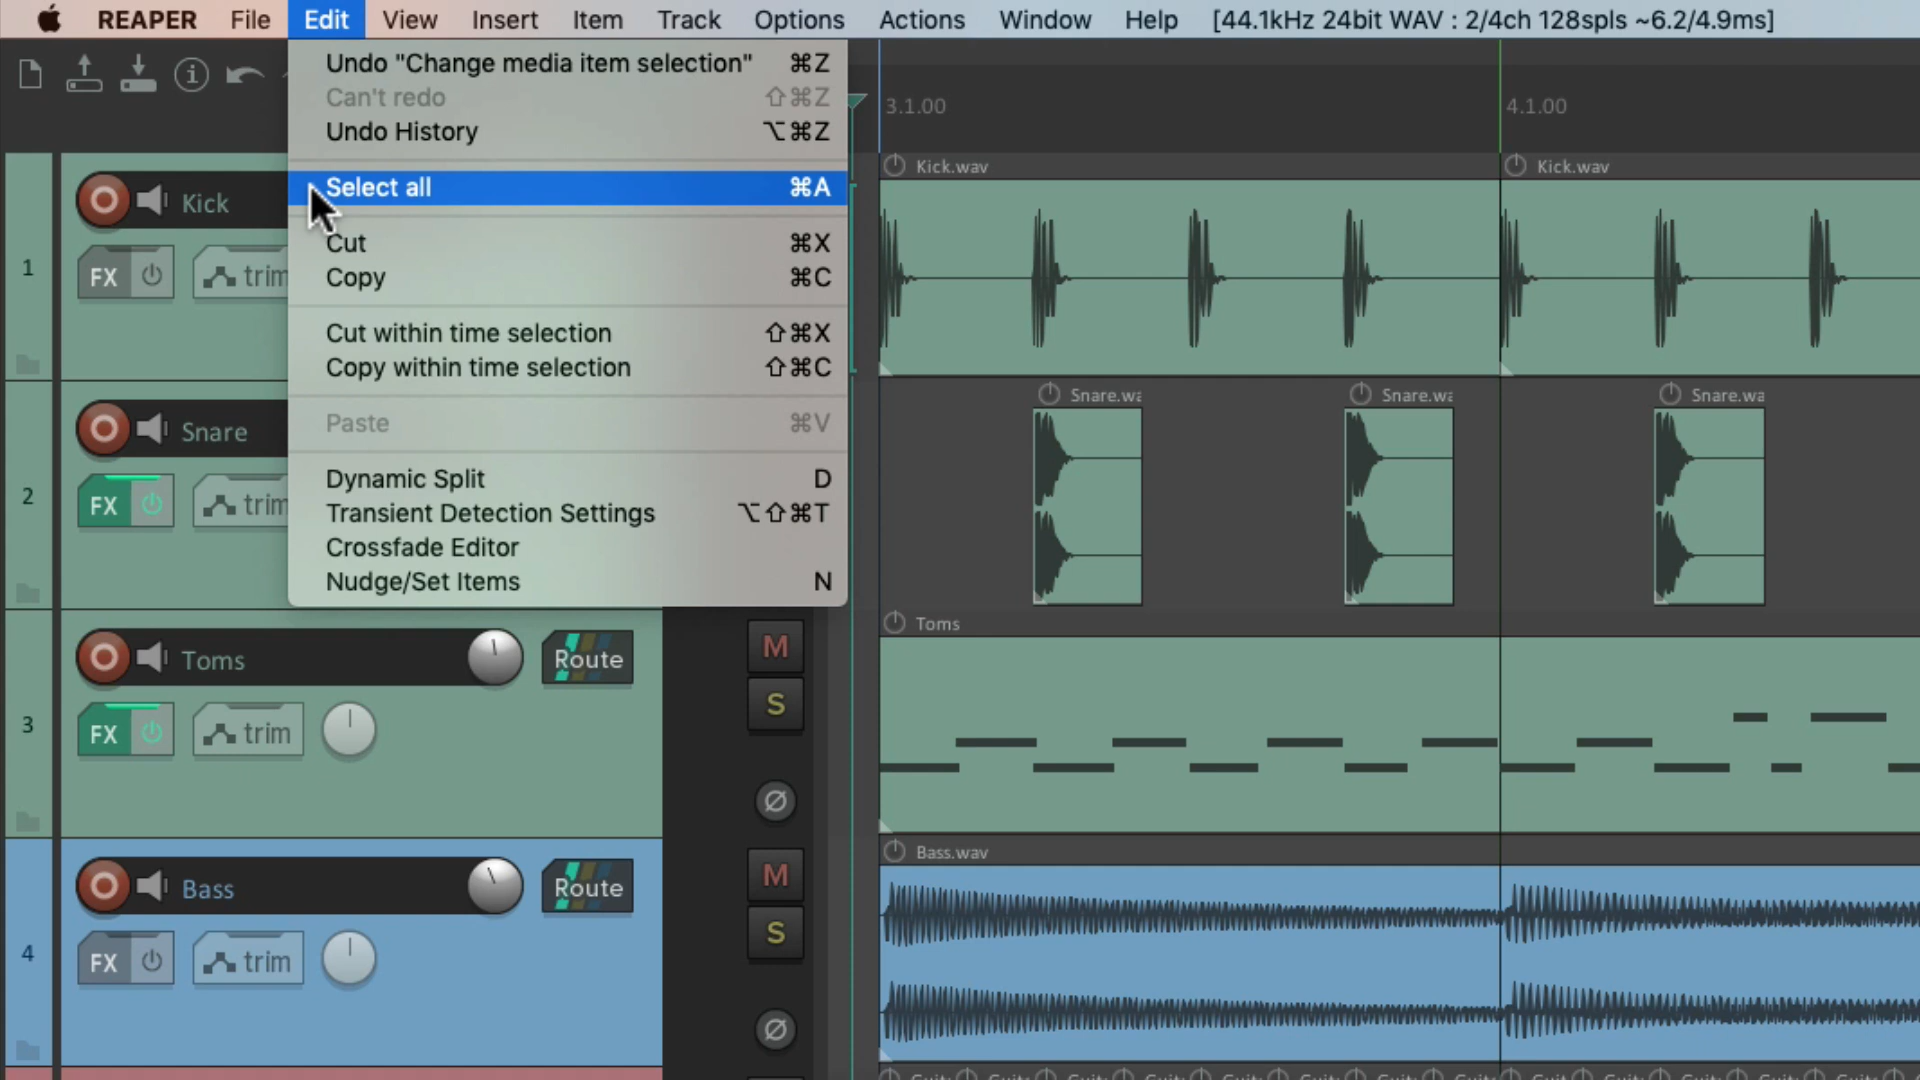 REAPER File Edit View Insert Item Track Options Actions Window Help [44.1kHz 24bit WAV : 2/4ch 128spls ~6.2/4.9ms]
Undo "Change media item selection" ⌘Z
Can't redo ⇧⌘Z
Undo History ⌥⌘Z
Select all ⌘A
Cut ⌘X
Copy ⌘C
Cut within time selection ⇧⌘X
Copy within time selection ⇧⌘C
Paste ⌘V
Dynamic Split D
Transient Detection Settings ⌥⇧⌘T
Crossfade Editor
Nudge/Set Items N
3.1.00 4.1.00
Kick.wav Kick.wav
1 Kick
FX trim
Snare.wa Snare.wa Snare.wa
2 Snare
FX trim
Toms
3 Toms Route M
S
FX trim
Bass.wav
4 Bass Route M
S
FX trim